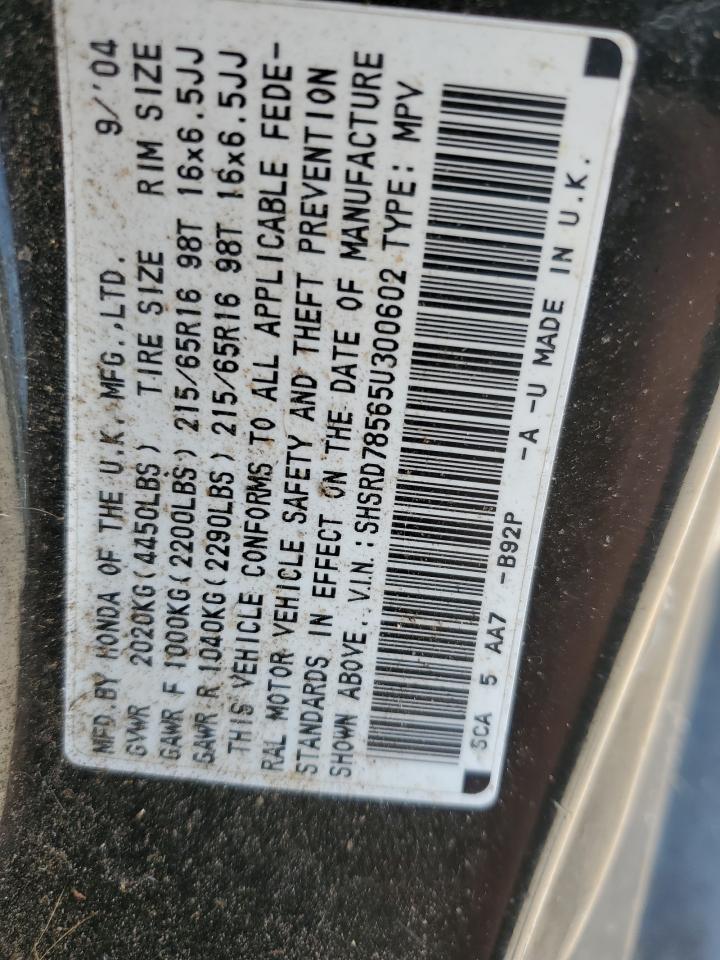 MFD.BY HONDA OF THE U.K. MFG.,LTD. 9/'04
GVWR 2020KG(4450LBS) TIRE SIZE RIM SIZE
GAWR F 1000KG(2200LBS) 215/65R16 98T 16x6.5JJ
GAWR R 1040KG(2290LBS) 215/65R16 98T 16x6.5JJ
THIS VEHICLE CONFORMS TO ALL APPLICABLE FEDE-
RAL MOTOR VEHICLE SAFETY AND THEFT PREVENTION
STANDARDS IN EFFECT ON THE DATE OF MANUFACTURE
SHOWN ABOVE. V.I.N.: SHSRD78565U300602 TYPE: MPV
SCA 5 AA7 -B92P -A -U MADE IN U.K.